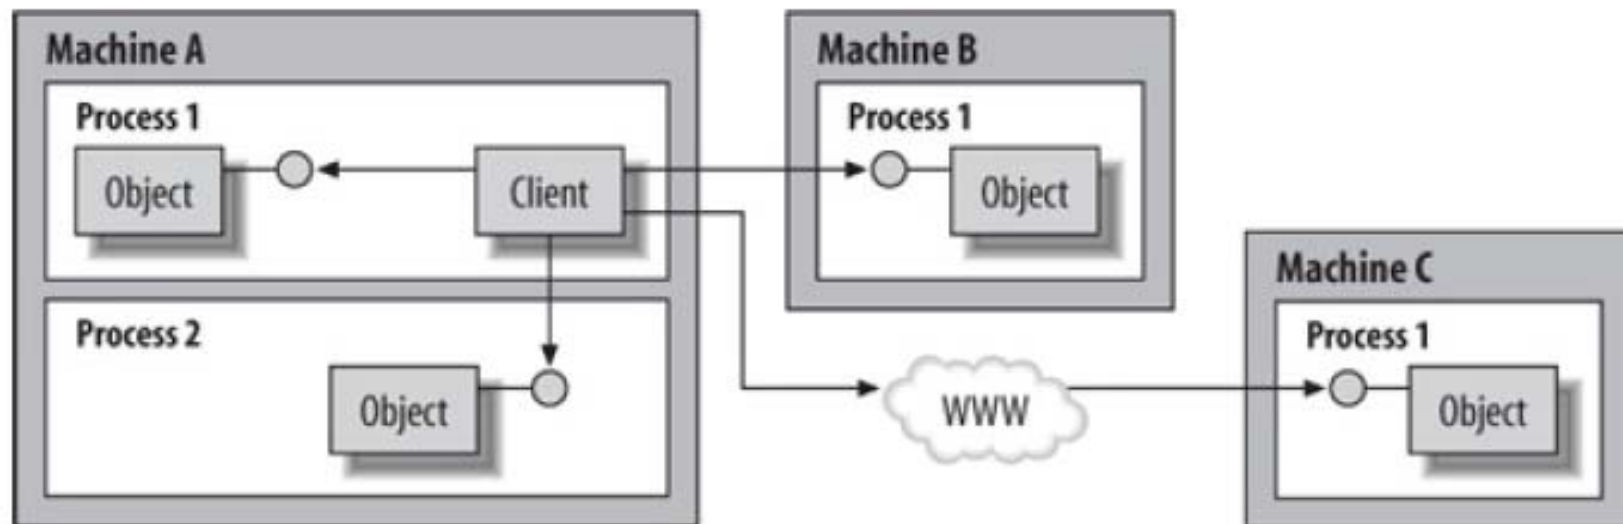 Machine A
Process 1
Object
Client
Process 2
Object
Machine B
Process 1
Object
WWW
Machine C
Process 1
Object